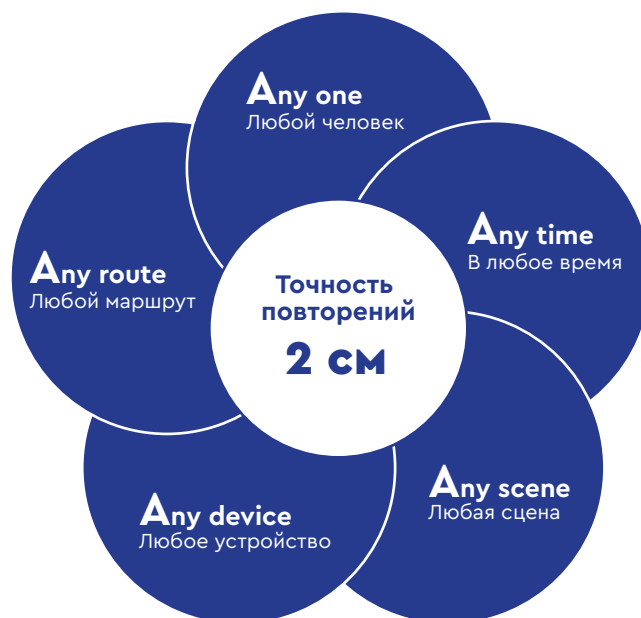 Any one
Любой человек
Any time
В любое время
Any route
Любой маршрут
Точность
повторений
2 см
Any scene
Любая сцена
Any device
Любое устройство